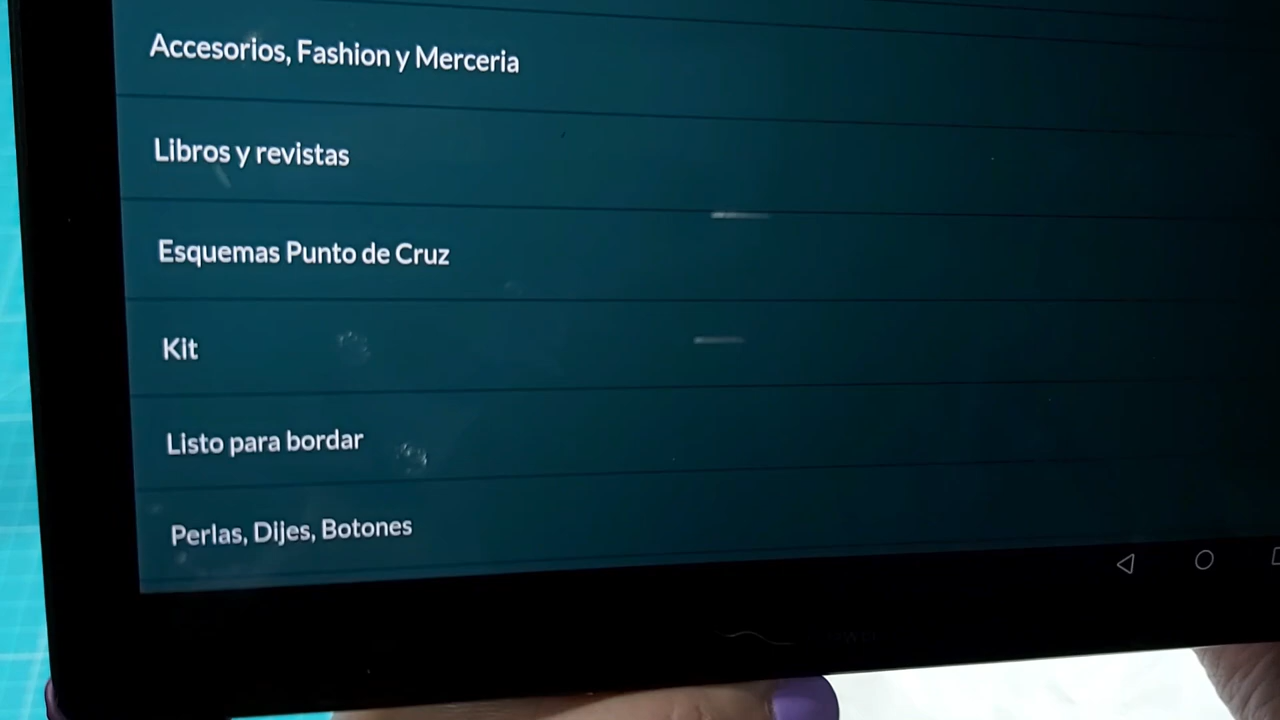 Accesorios, Fashion y Merceria
Libros y revistas
Esquemas Punto de Cruz
Kit
Listo para bordar
Perlas, Dijes, Botones